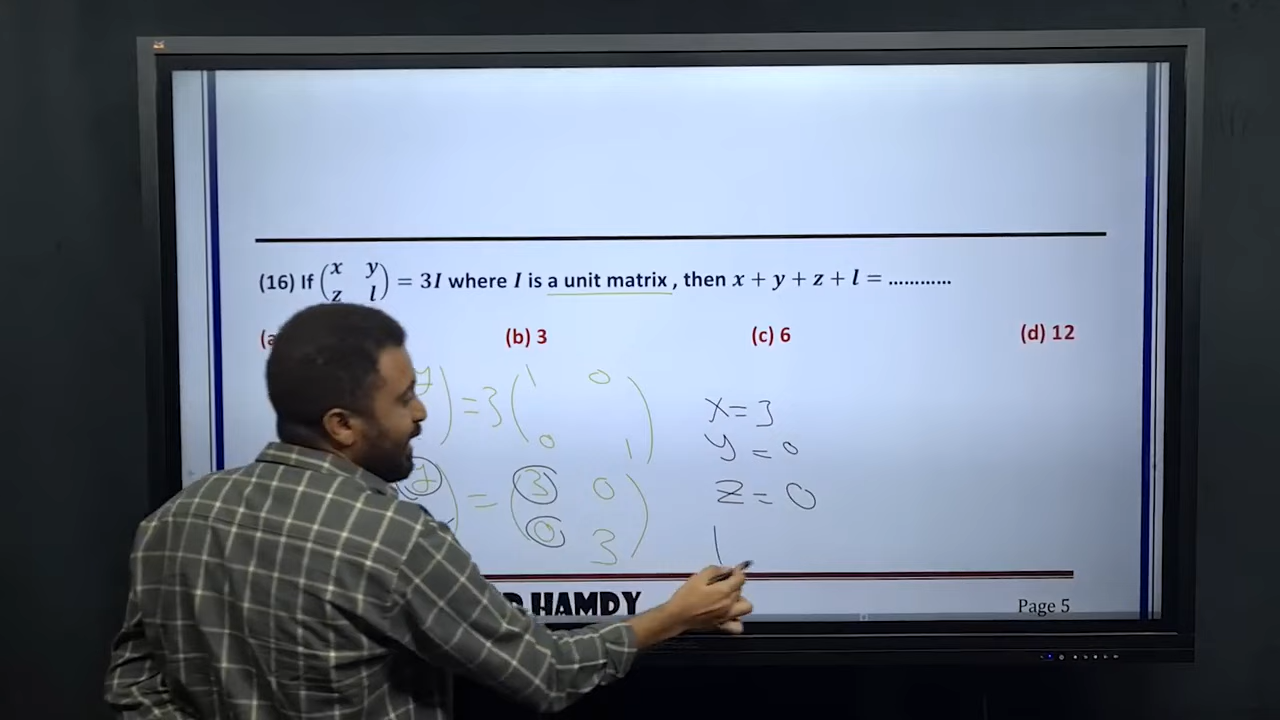 (16) If (x y z l) = 3I where I is a unit matrix , then x + y + z + l = ............
(b) 3 (c) 6 (d) 12
) = 3 ( 1 0
0 1 )
x = 3
y = 0
) = ( 3 0
0 3 )
z = 0
l
HAMDY
Page 5